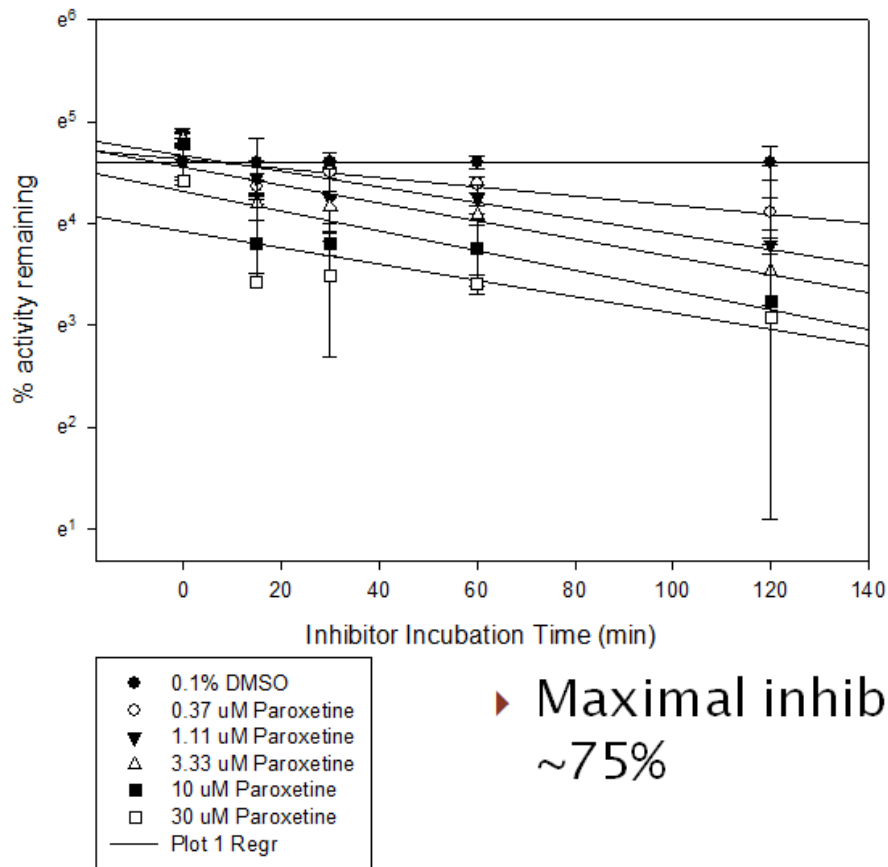 e6
e5
e4
e3
e2
e1
% activity remaining
0 20 40 60 80 100 120 140
Inhibitor Incubation Time (min)
0.1% DMSO
0.37 uM Paroxetine
1.11 uM Paroxetine
3.33 uM Paroxetine
10 uM Paroxetine
30 uM Paroxetine
Plot 1 Regr
Maximal inhib
~75%